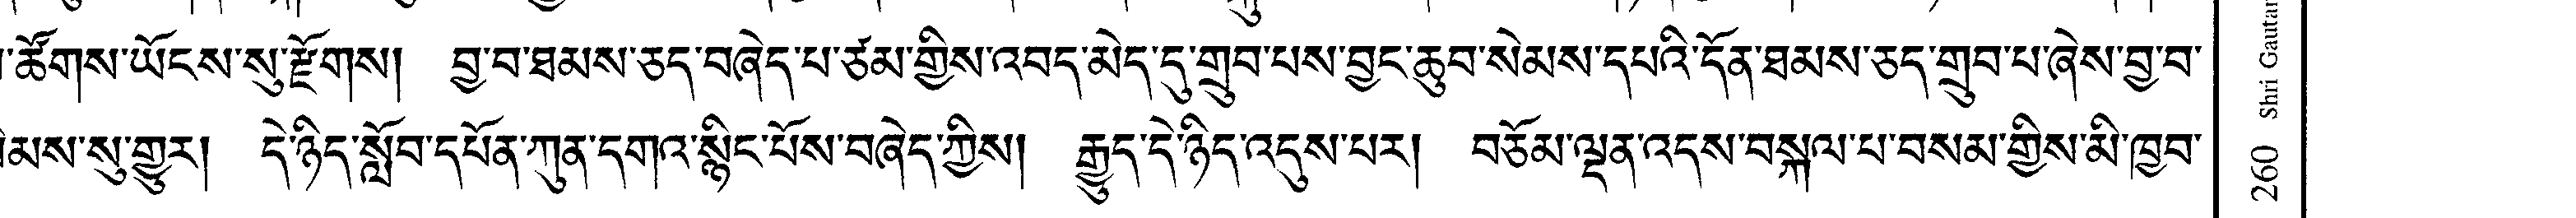 ཚོགས་ཡོངས་སུ་རྫོགས། བྱ་བ་ཐམས་ཅད་བཞེད་པ་ཙམ་གྱིས་འབད་མེད་དུ་གྲུབ་པས་བྱང་ཆུབ་སེམས་དཔའི་དོན་ཐམས་ཅད་གྲུབ་པ་ཞེས་བྱ་བ་
སུ་གྱུར། དེ་ཉིད་སློབ་དཔོན་ཀུན་དགའ་སྙིང་པོས་བཞེད་ཀྱིས། རྒྱུད་དེ་ཉིད་འདུས་པར། བཅོམ་ལྡན་འདས་བསྐལ་པ་བསམ་གྱིས་མི་ཁྱབ་
260 Shri Gautam